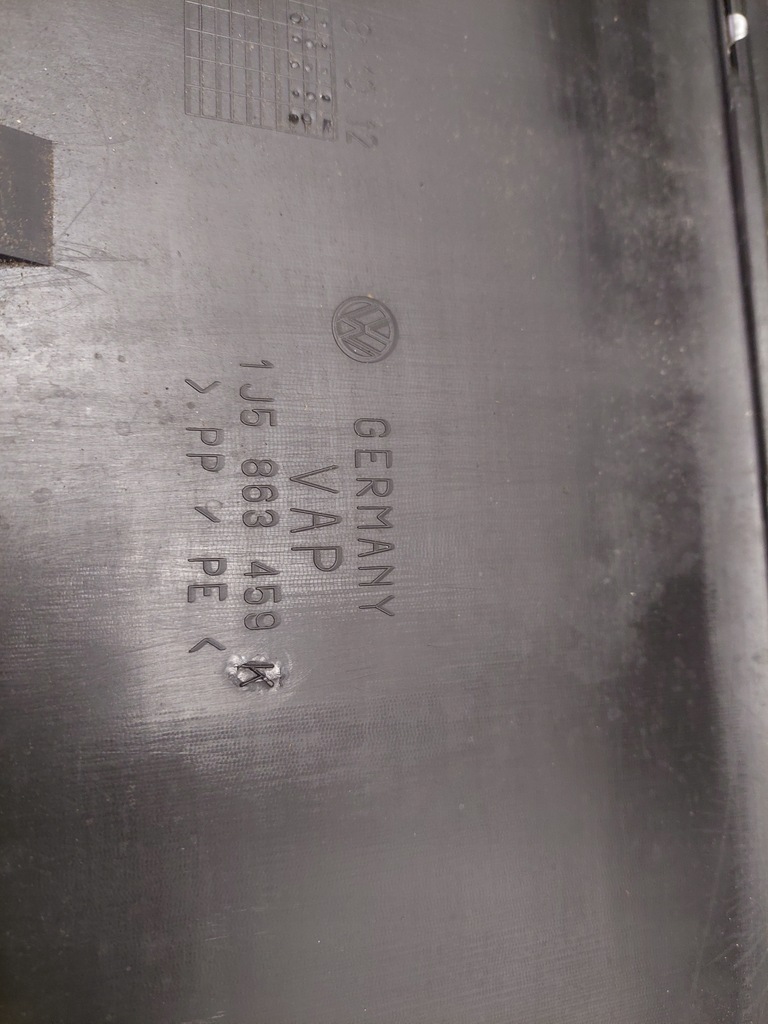 GERMANY
VAP
1J5 863 459 K
> PP , PE <